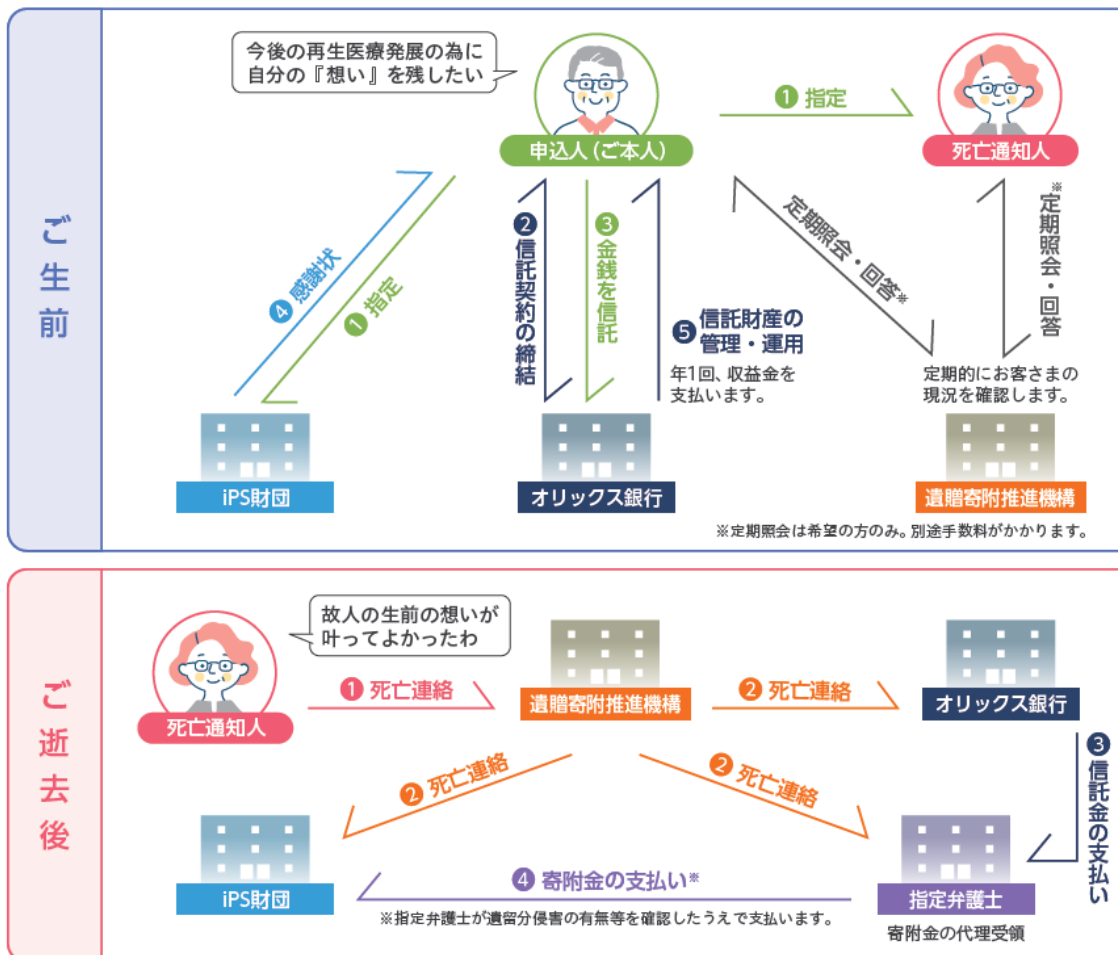 ご生前
今後の再生医療発展の為に
自分の『想い』を残したい
申込人（ご本人）
❶ 指定
死亡通知人
❹ 感謝状
❶ 指定
❷ 信託契約の締結
❸ 金銭を信託
❺ 信託財産の
管理・運用
年1回、収益金を
支払います。
定期照会・回答※
※定期照会・回答
定期的にお客さまの
現況を確認します。
iPS財団
オリックス銀行
遺贈寄附推進機構
※定期照会は希望の方のみ。別途手数料がかかります。
ご逝去後
故人の生前の想いが
叶ってよかったわ
死亡通知人
❶ 死亡連絡
遺贈寄附推進機構
❷ 死亡連絡
オリックス銀行
❷ 死亡連絡
❷ 死亡連絡
❸ 信託金の支払い
iPS財団
❹ 寄附金の支払い※
※指定弁護士が遺留分侵害の有無等を確認したうえで支払います。
指定弁護士
寄附金の代理受領